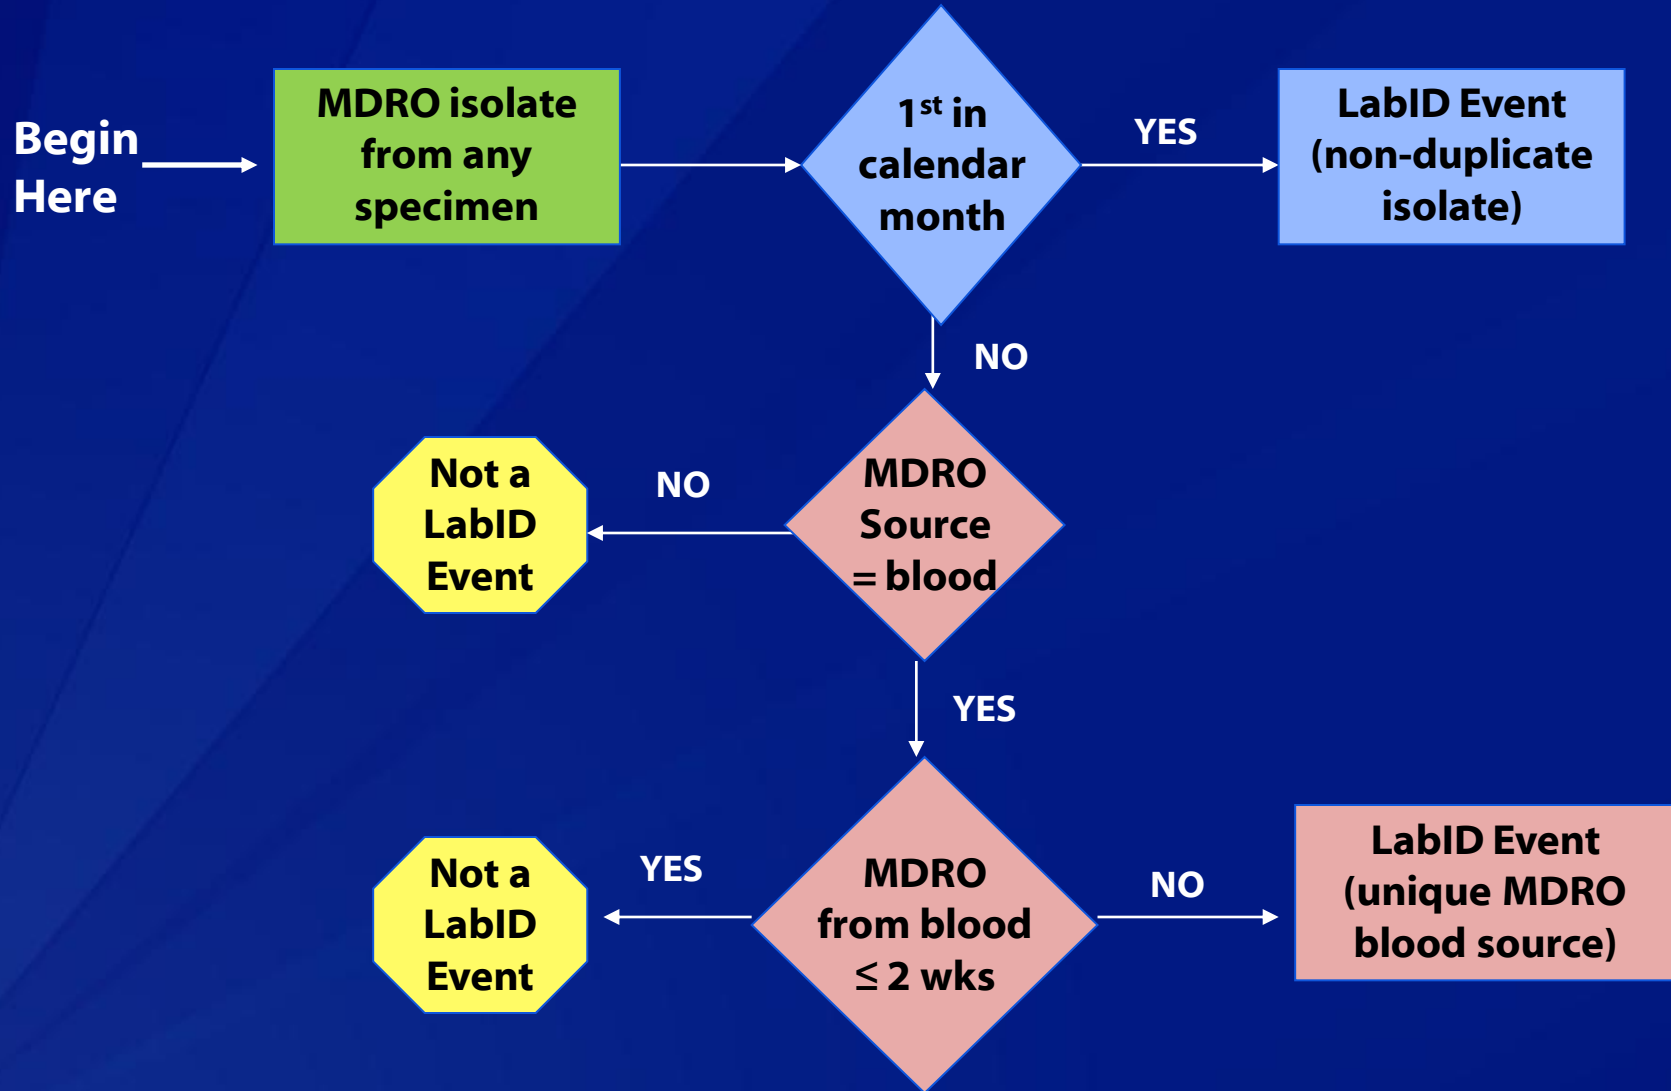 Begin
Here
MDRO isolate
from any
specimen
1st in
calendar
month
YES
LabID Event
(non-duplicate
isolate)
NO
MDRO
Source
= blood
NO
Not a
LabID
Event
YES
MDRO
from blood
≤ 2 wks
YES
Not a
LabID
Event
NO
LabID Event
(unique MDRO
blood source)